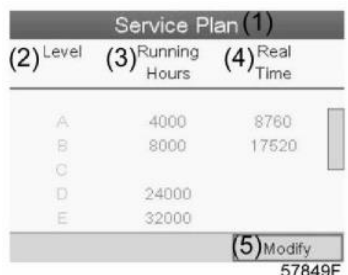 Service Plan (1)
(2) Level (3) Running Hours (4) Real Time
A 4000 8760
B 8000 17520
C
D 24000
E 32000
(5) Modify
57849F